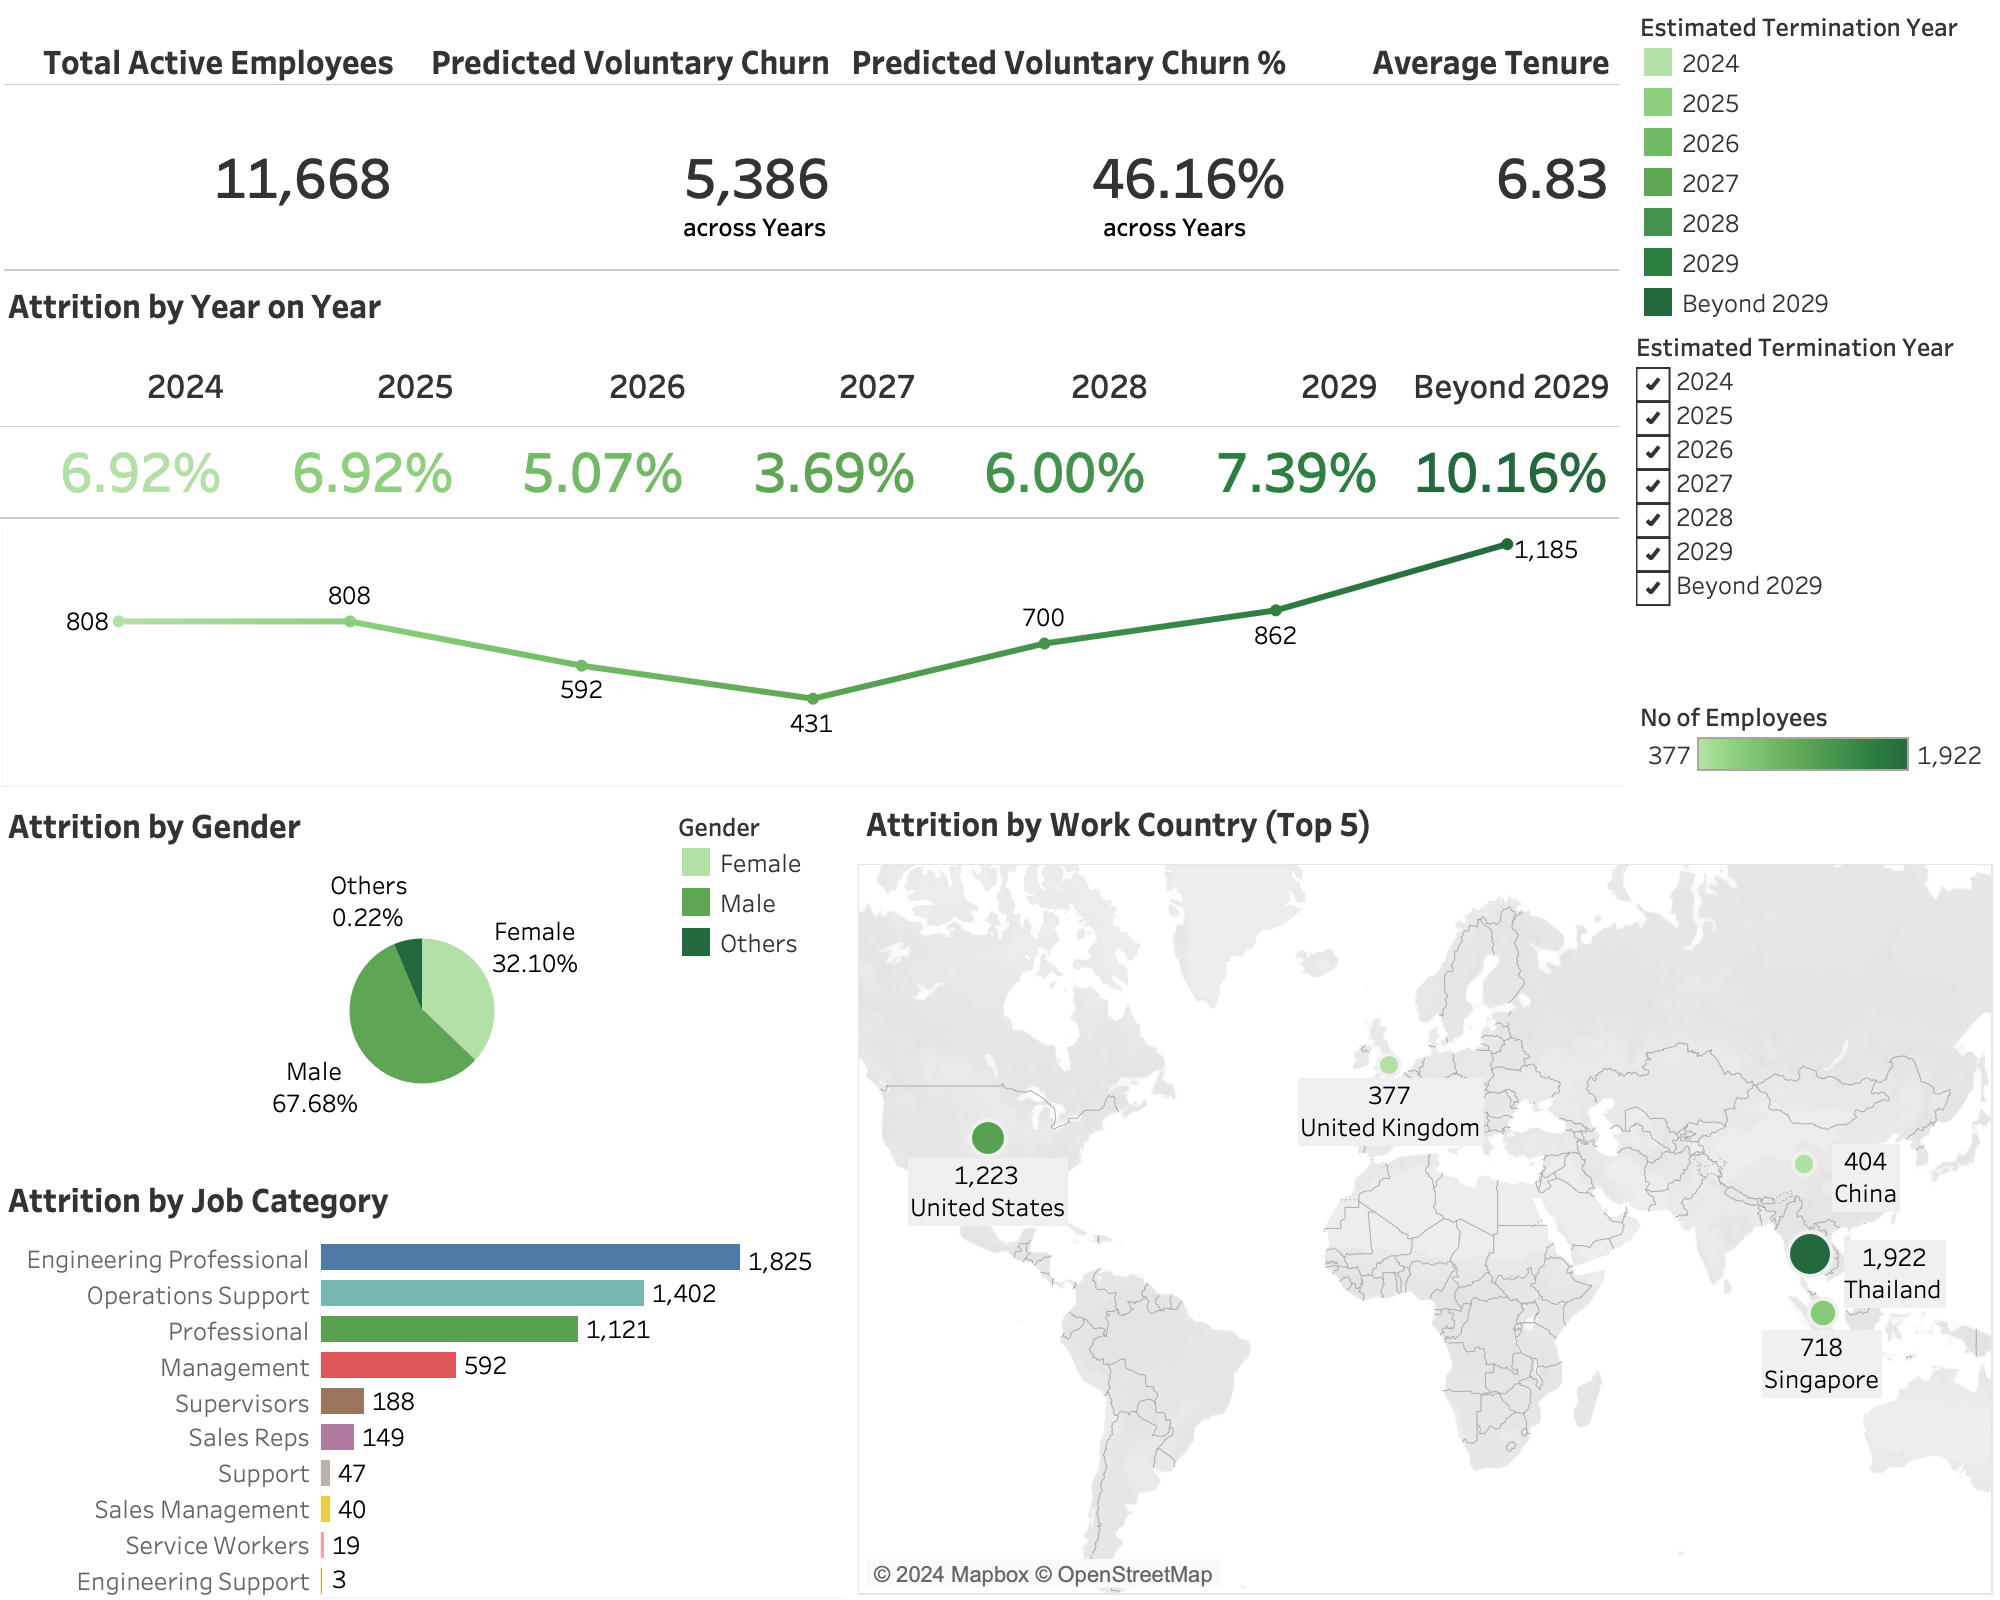 Total Active Employees
Predicted Voluntary Churn
Predicted Voluntary Churn %
Average Tenure
11,668
5,386
across Years
46.16%
across Years
6.83
Estimated Termination Year
2024
2025
2026
2027
2028
2029
Beyond 2029
Estimated Termination Year
2024
2025
2026
2027
2028
2029
Beyond 2029
No of Employees
377
1,922
Attrition by Year on Year
2024
2025
2026
2027
2028
2029
Beyond 2029
6.92%
6.92%
5.07%
3.69%
6.00%
7.39%
10.16%
808
808
592
431
700
862
1,185
Attrition by Gender
Others
0.22%
Female
32.10%
Male
67.68%
Gender
Female
Male
Others
Attrition by Job Category
Engineering Professional 1,825
Operations Support 1,402
Professional 1,121
Management 592
Supervisors 188
Sales Reps 149
Support 47
Sales Management 40
Service Workers 19
Engineering Support 3
Attrition by Work Country (Top 5)
377
United Kingdom
1,223
United States
404
China
1,922
Thailand
718
Singapore
© 2024 Mapbox © OpenStreetMap